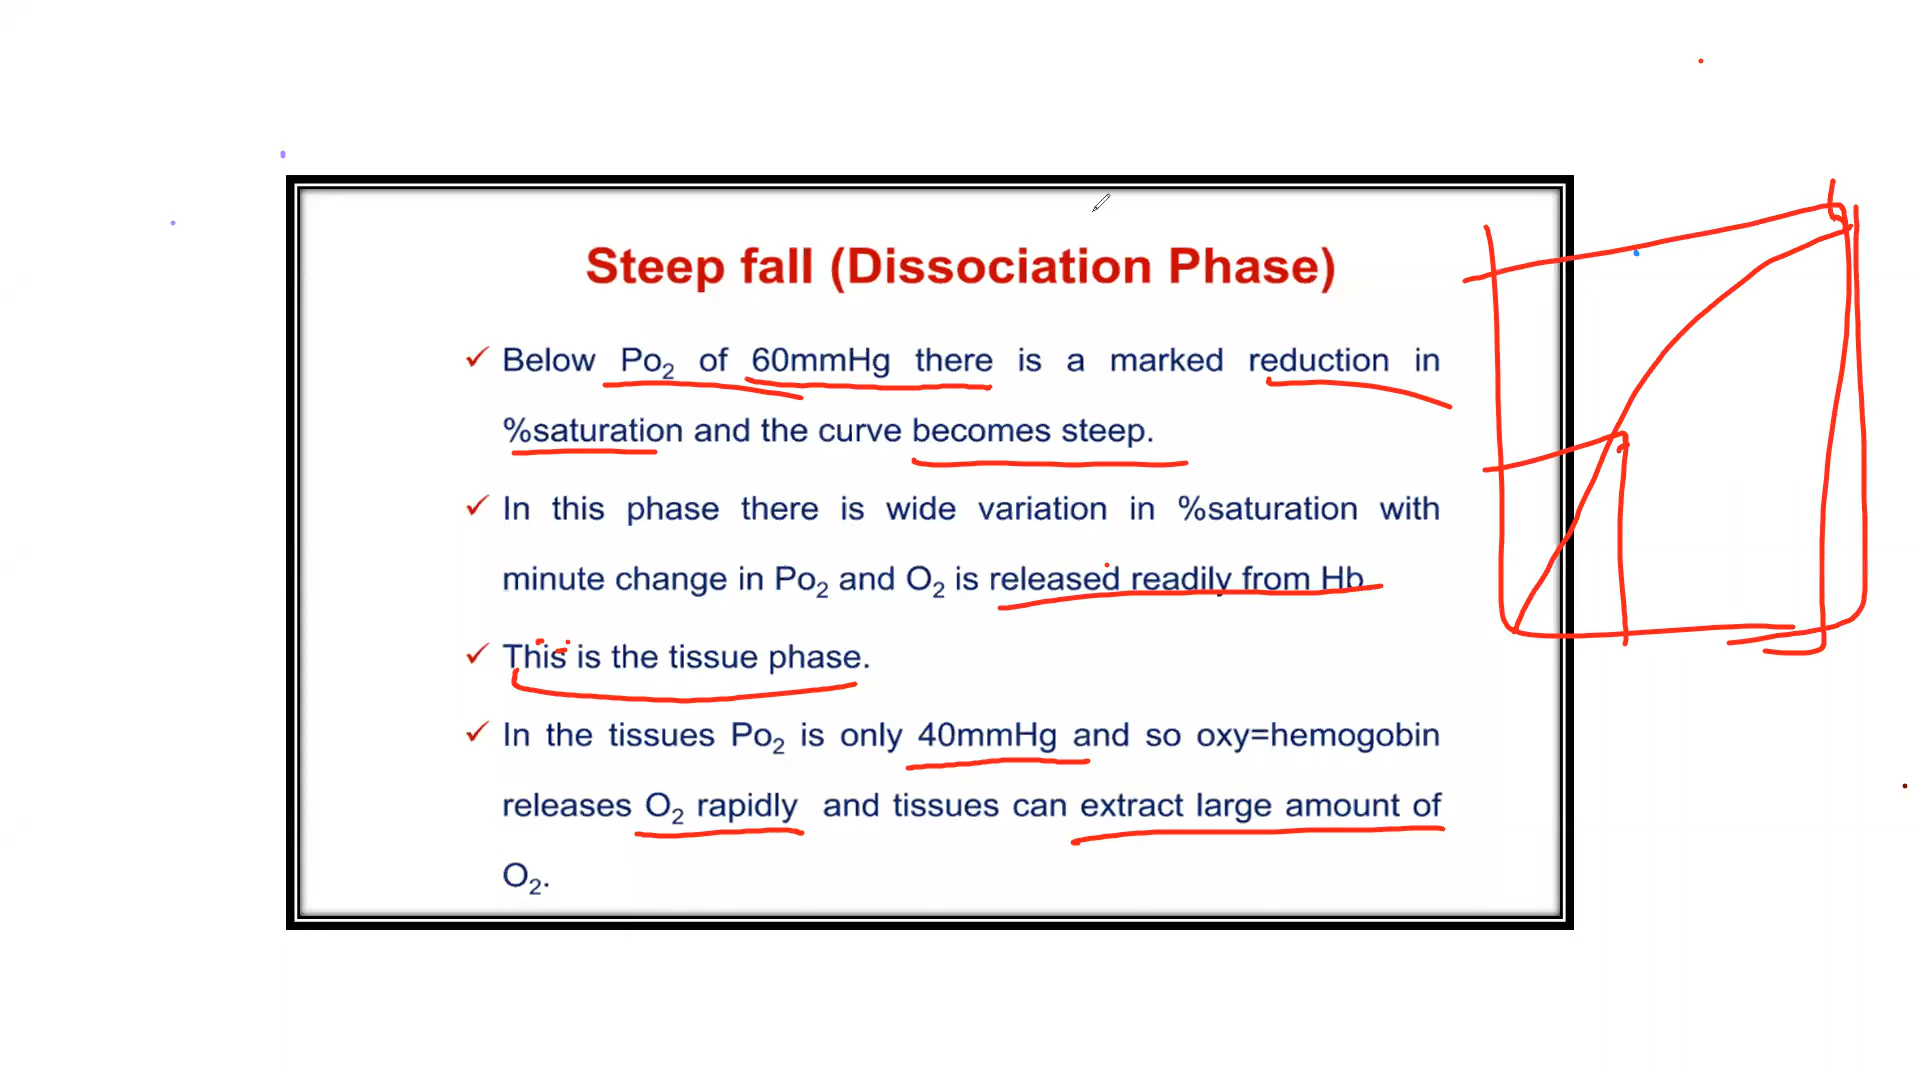 Steep fall (Dissociation Phase)
✓ Below Po₂ of 60mmHg there is a marked reduction in
%saturation and the curve becomes steep.
✓ In this phase there is wide variation in %saturation with
minute change in Po₂ and O₂ is released readily from Hb
✓ This is the tissue phase.
✓ In the tissues Po₂ is only 40mmHg and so oxy=hemogobin
releases O₂ rapidly and tissues can extract large amount of
O₂.